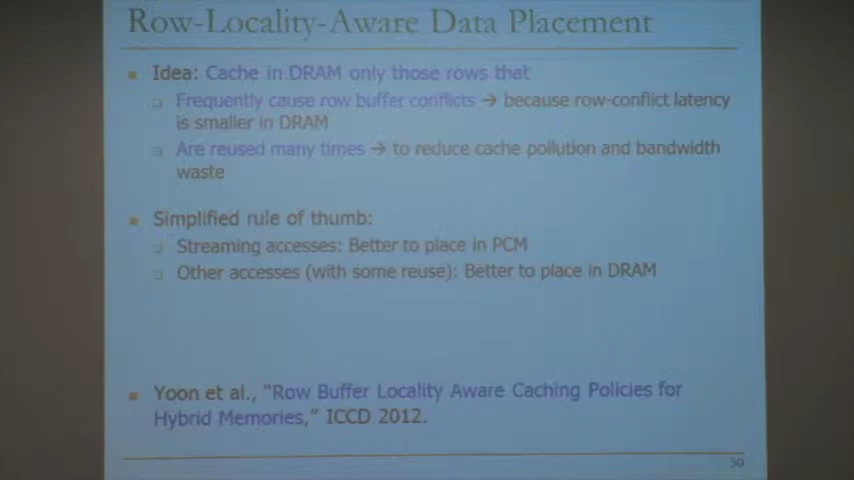 Row-Locality-Aware Data Placement
Idea: Cache in DRAM only those rows that
Frequently cause row buffer conflicts → because row-conflict latency
is smaller in DRAM
Are reused many times → to reduce cache pollution and bandwidth
waste
Simplified rule of thumb:
Streaming accesses: Better to place in PCM
Other accesses (with some reuse): Better to place in DRAM
Yoon et al., “Row Buffer Locality Aware Caching Policies for
Hybrid Memories,” ICCD 2012.
50